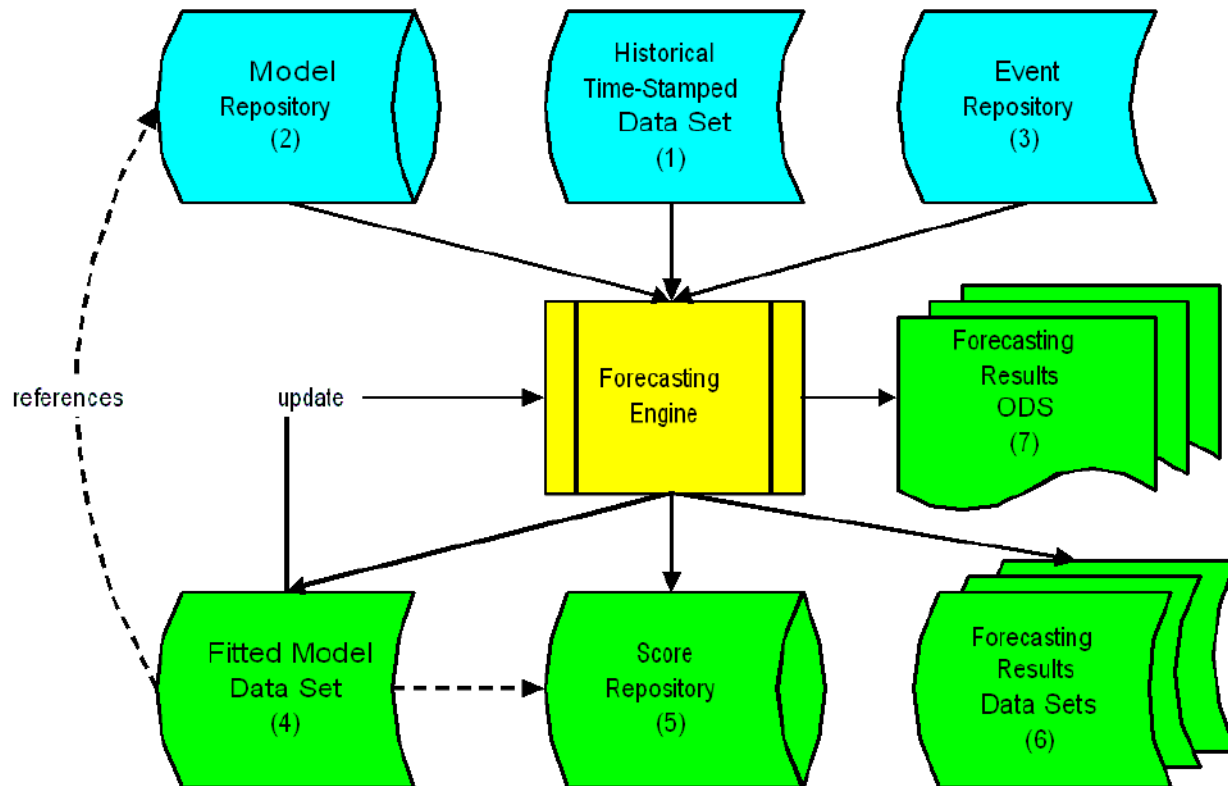 Model
Repository
(2)
Historical
Time-Stamped
Data Set
(1)
Event
Repository
(3)
references
update
Forecasting
Engine
Forecasting
Results
ODS
(7)
Fitted Model
Data Set
(4)
Score
Repository
(5)
Forecasting
Results
Data Sets
(6)